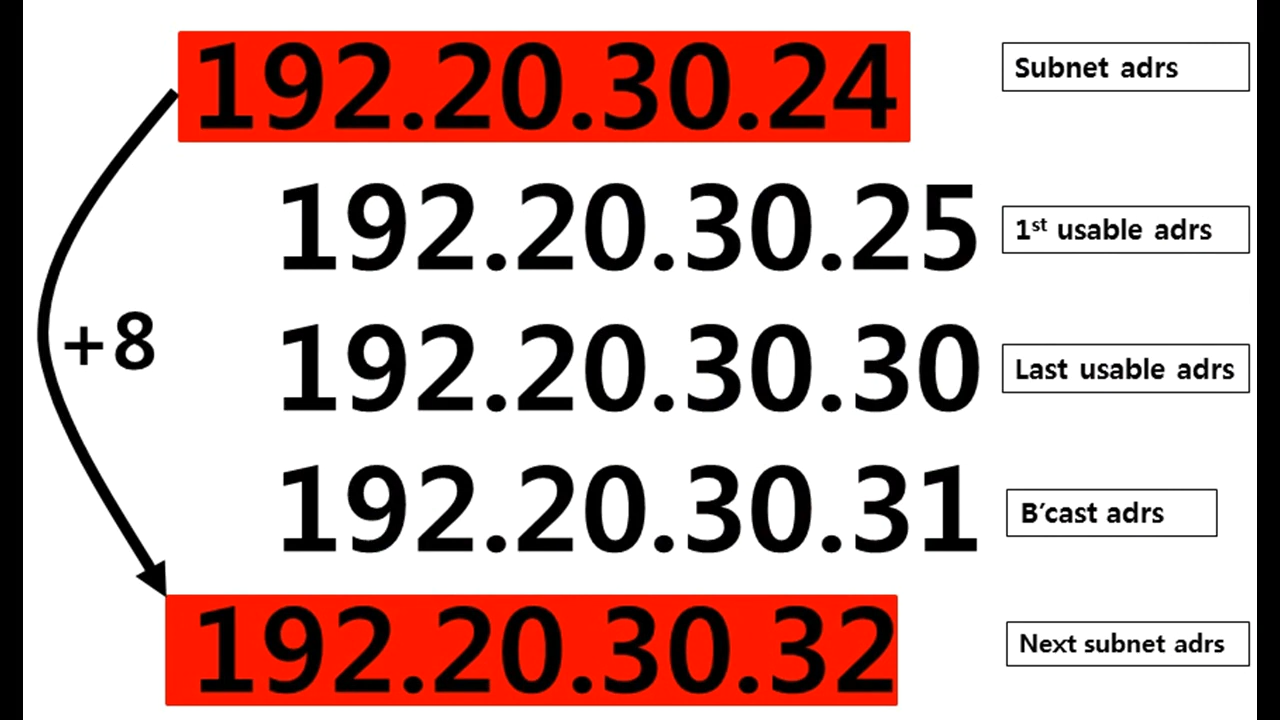 192.20.30.24 Subnet adrs
192.20.30.25 1st usable adrs
+8
192.20.30.30 Last usable adrs
192.20.30.31 B'cast adrs
192.20.30.32 Next subnet adrs